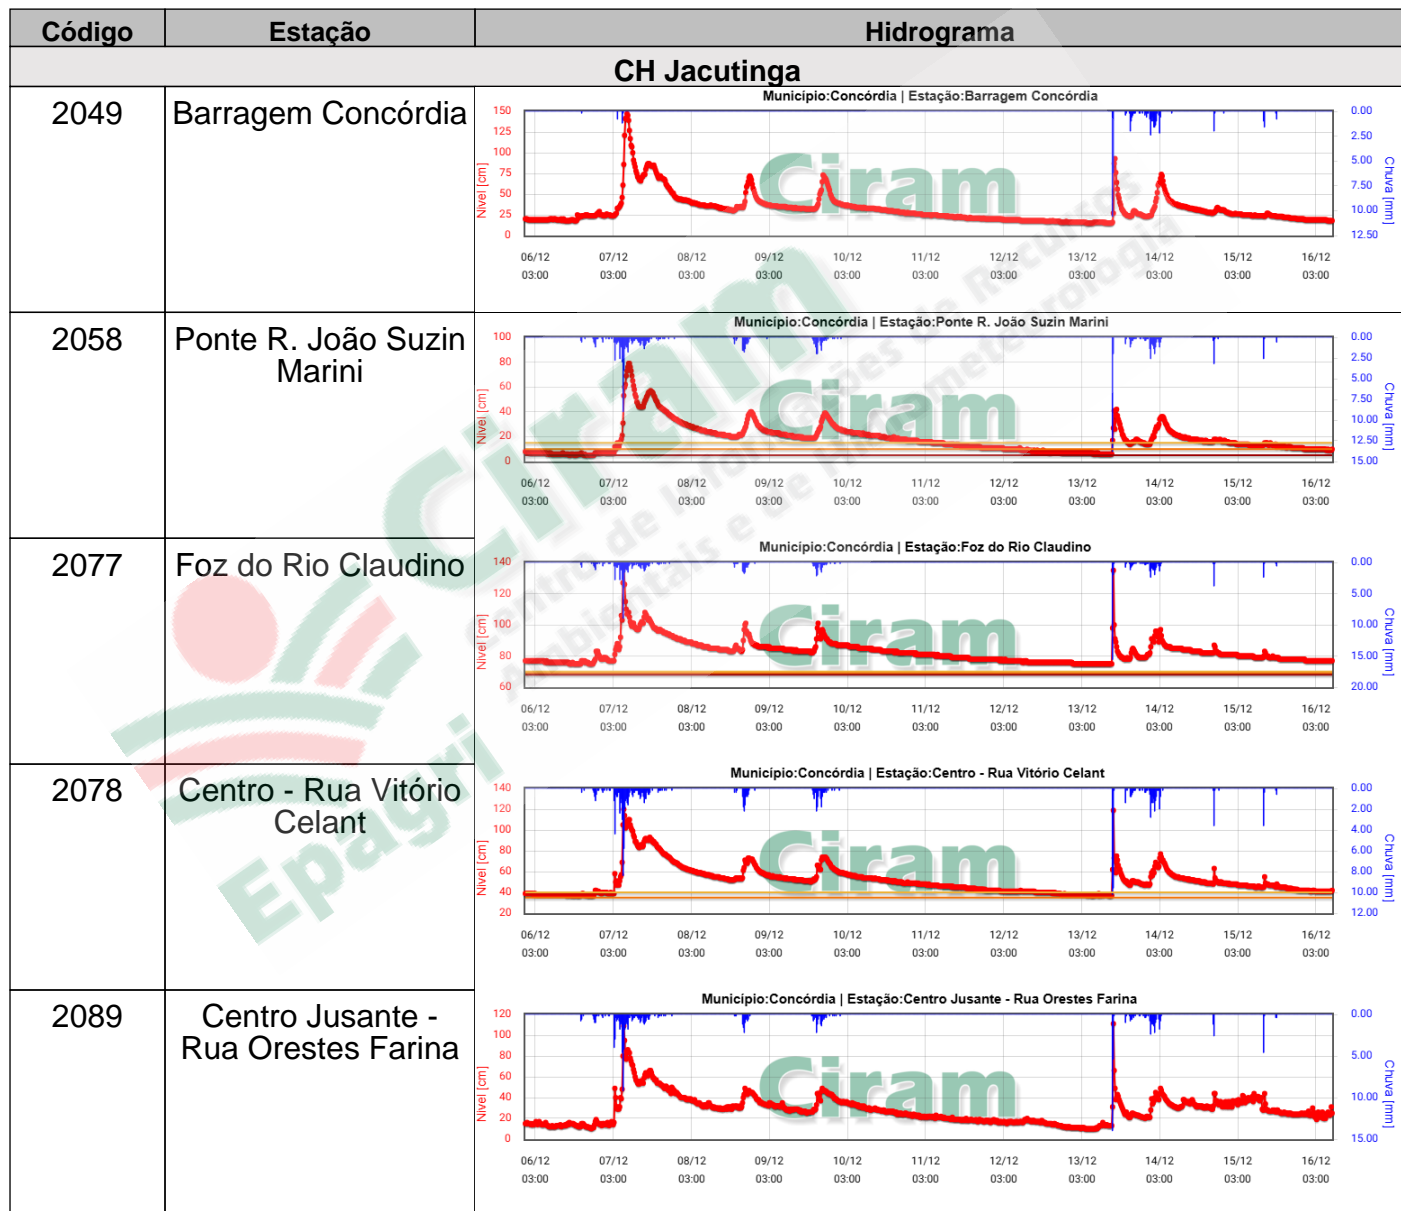 Código Estação Hidrograma
CH Jacutinga
2049 Barragem Concórdia
Município:Concórdia | Estação:Barragem Concórdia
150 125 100 75 50 25 0
Nível [cm]
0.00 2.50 5.00 7.50 10.00 12.50
Chuva [mm]
06/12 07/12 08/12 09/12 10/12 11/12 12/12 13/12 14/12 15/12 16/12
03:00 03:00 03:00 03:00 03:00 03:00 03:00 03:00 03:00 03:00 03:00
Ciram
2058 Ponte R. João Suzin
Marini
Município:Concórdia | Estação:Ponte R. João Suzin Marini
100 80 60 40 20 0
Nível [cm]
0.00 2.50 5.00 7.50 10.00 12.50 15.00
Chuva [mm]
06/12 07/12 08/12 09/12 10/12 11/12 12/12 13/12 14/12 15/12 16/12
03:00 03:00 03:00 03:00 03:00 03:00 03:00 03:00 03:00 03:00 03:00
Ciram
2077 Foz do Rio Claudino
Município:Concórdia | Estação:Foz do Rio Claudino
140 120 100 80 60
Nível [cm]
0.00 5.00 10.00 15.00 20.00
Chuva [mm]
06/12 07/12 08/12 09/12 10/12 11/12 12/12 13/12 14/12 15/12 16/12
03:00 03:00 03:00 03:00 03:00 03:00 03:00 03:00 03:00 03:00 03:00
Ciram
2078 Centro - Rua Vitório
Celant
Município:Concórdia | Estação:Centro - Rua Vitório Celant
140 120 100 80 60 40 20
Nível [cm]
0.00 2.00 4.00 6.00 8.00 10.00 12.00
Chuva [mm]
06/12 07/12 08/12 09/12 10/12 11/12 12/12 13/12 14/12 15/12 16/12
03:00 03:00 03:00 03:00 03:00 03:00 03:00 03:00 03:00 03:00 03:00
Ciram
2089 Centro Jusante -
Rua Orestes Farina
Município:Concórdia | Estação:Centro Jusante - Rua Orestes Farina
120 100 80 60 40 20 0
Nível [cm]
0.00 5.00 10.00 15.00
Chuva [mm]
06/12 07/12 08/12 09/12 10/12 11/12 12/12 13/12 14/12 15/12 16/12
03:00 03:00 03:00 03:00 03:00 03:00 03:00 03:00 03:00 03:00 03:00
Ciram
Epagri
Ciram
Centro de Informações de Recursos
Ambientais e de Hidrometeorologia